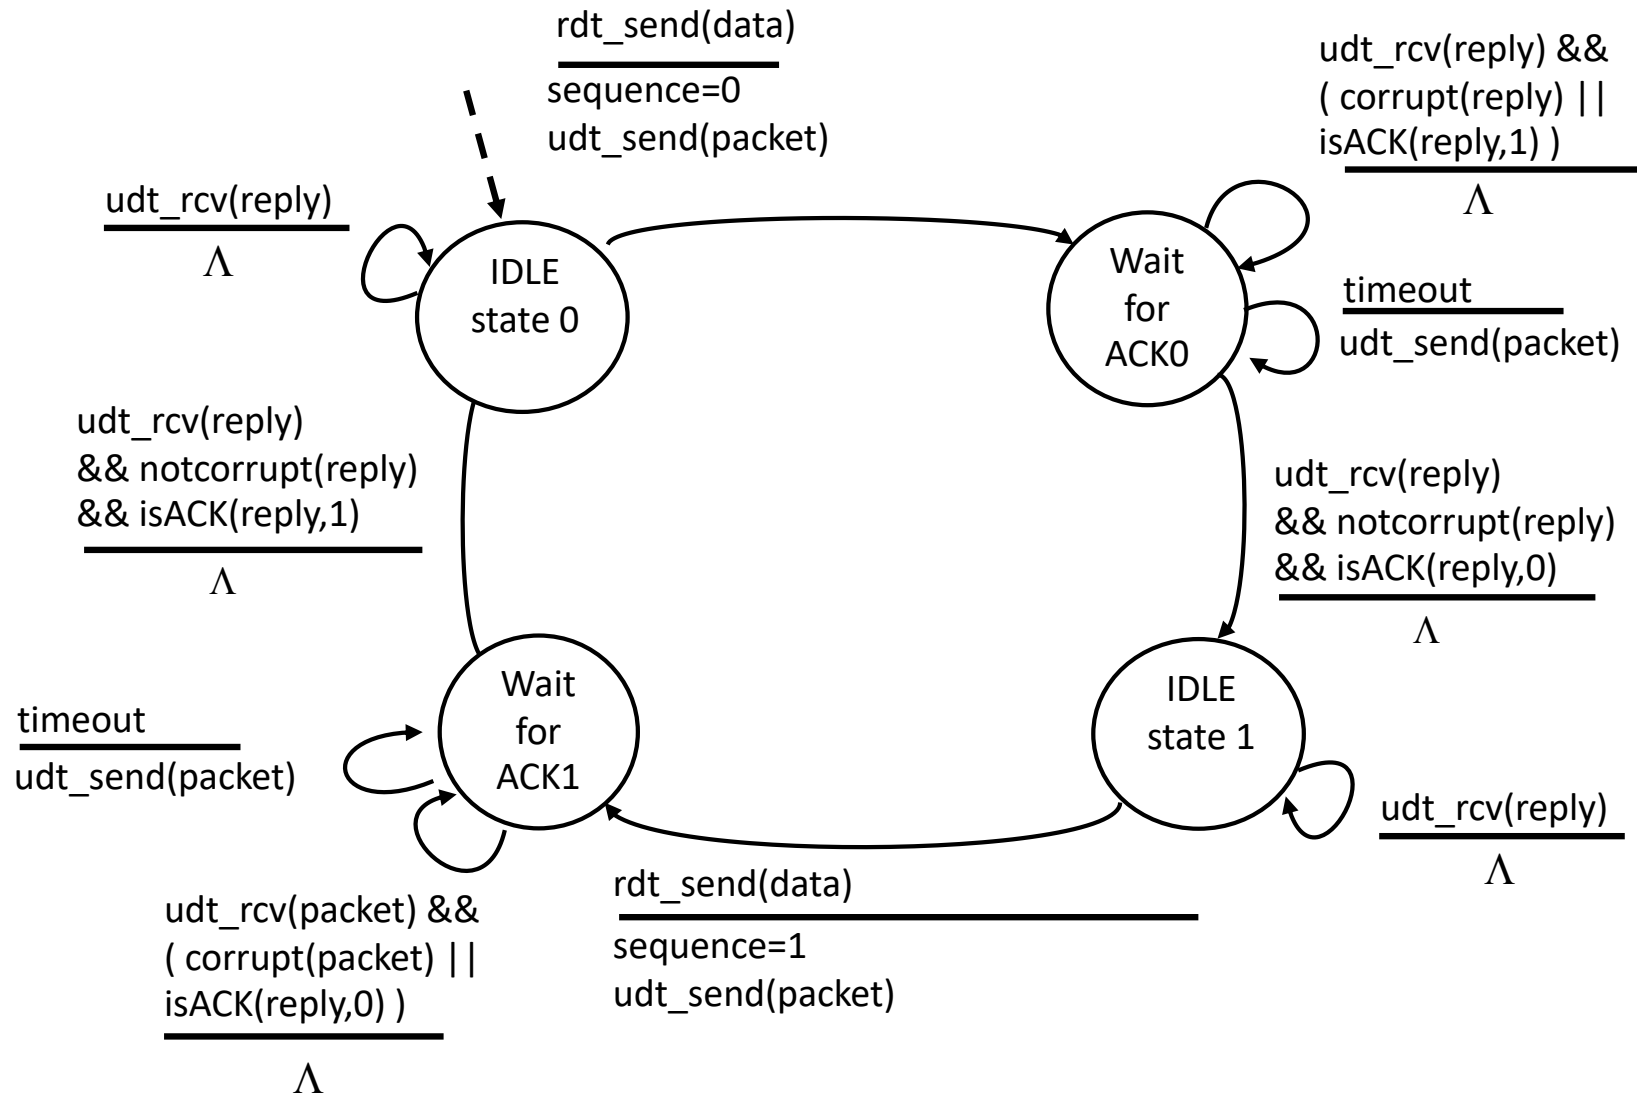 rdt_send(data)
sequence=0
udt_send(packet)
udt_rcv(reply) &&
( corrupt(reply) ||
isACK(reply,1) )
Λ
udt_rcv(reply)
Λ
IDLE
state 0
Wait
for
ACK0
timeout
udt_send(packet)
udt_rcv(reply)
&& notcorrupt(reply)
&& isACK(reply,1)
Λ
udt_rcv(reply)
&& notcorrupt(reply)
&& isACK(reply,0)
Λ
Wait
for
ACK1
IDLE
state 1
timeout
udt_send(packet)
udt_rcv(reply)
Λ
udt_rcv(packet) &&
( corrupt(packet) ||
isACK(reply,0) )
Λ
rdt_send(data)
sequence=1
udt_send(packet)